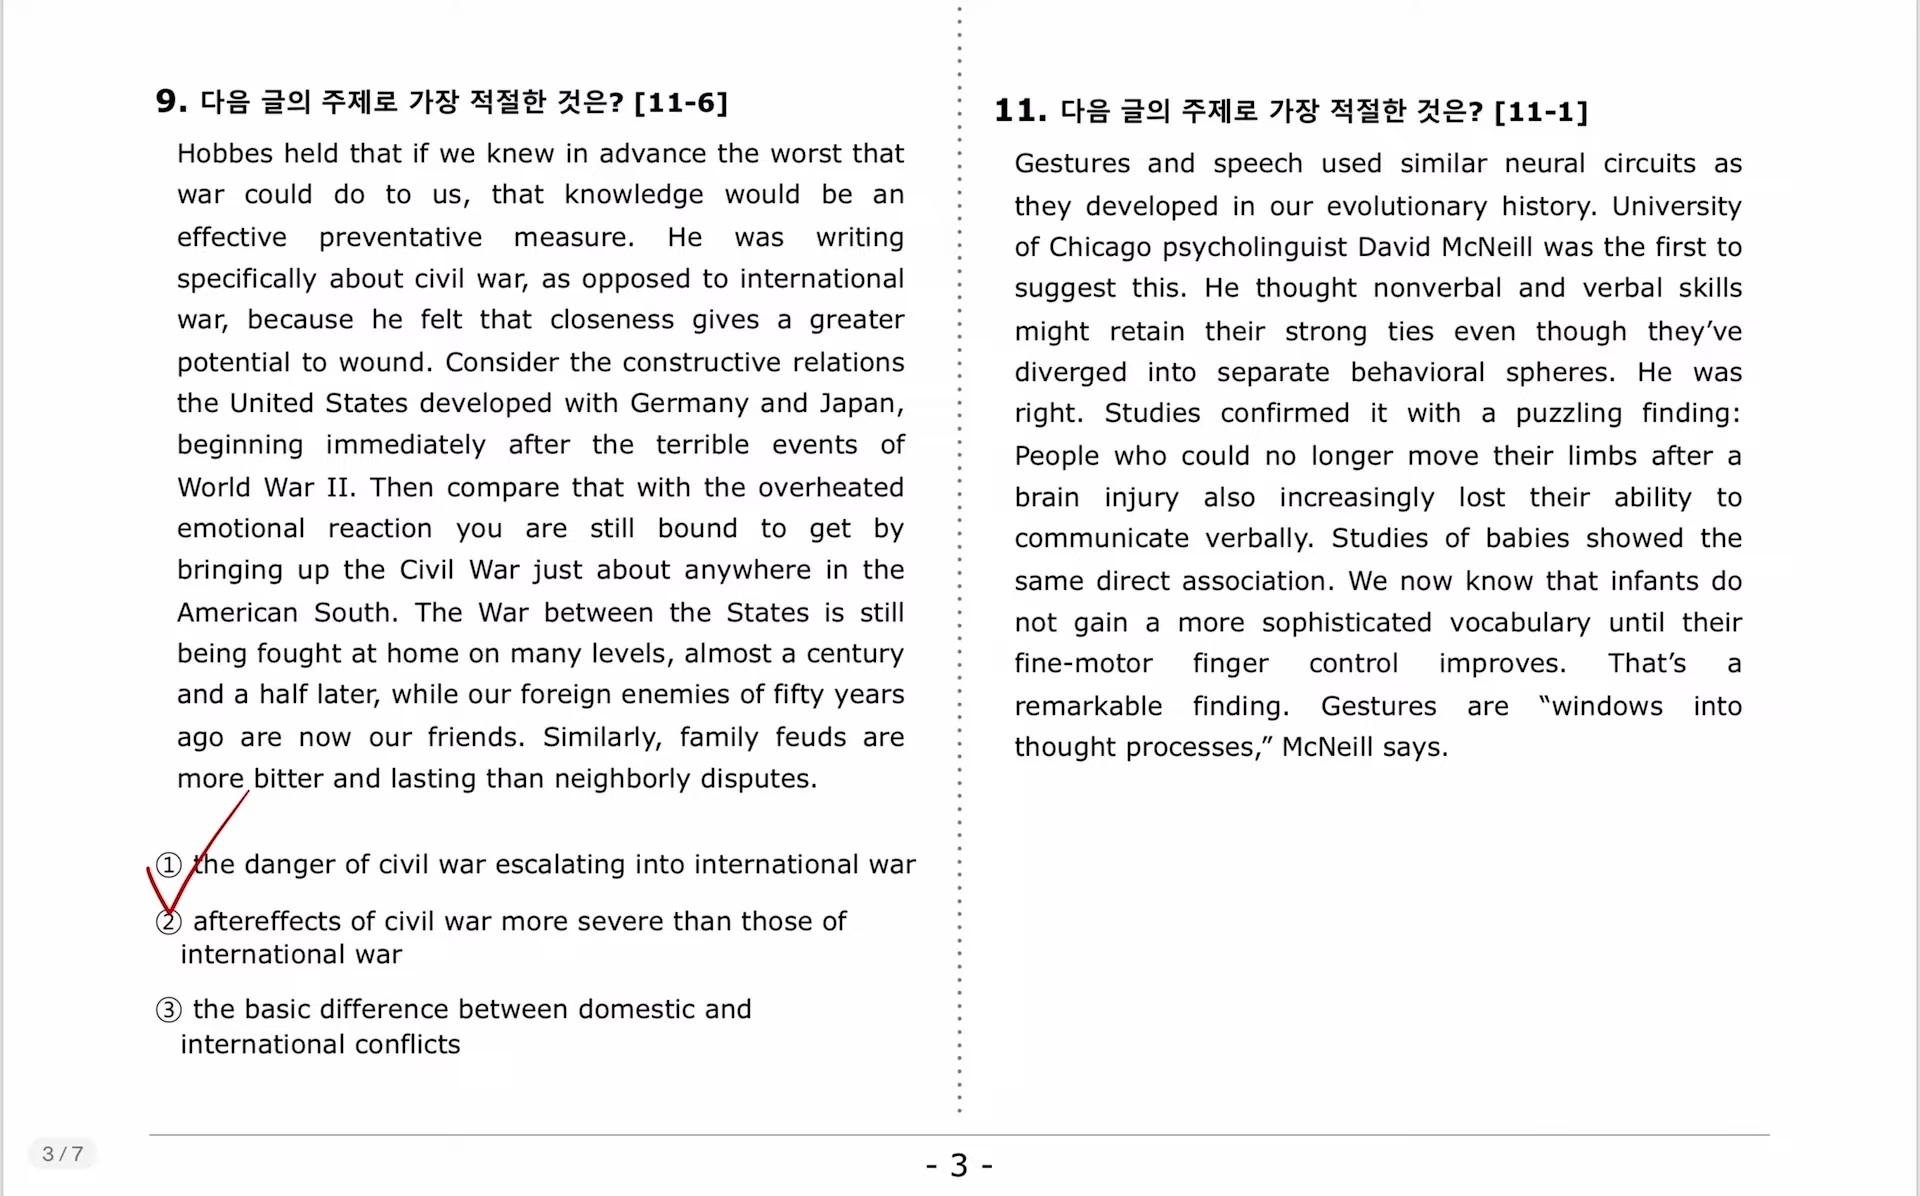 9. 다음 글의 주제로 가장 적절한 것은? [11-6]
Hobbes held that if we knew in advance the worst that
war could do to us, that knowledge would be an
effective preventative measure. He was writing
specifically about civil war, as opposed to international
war, because he felt that closeness gives a greater
potential to wound. Consider the constructive relations
the United States developed with Germany and Japan,
beginning immediately after the terrible events of
World War II. Then compare that with the overheated
emotional reaction you are still bound to get by
bringing up the Civil War just about anywhere in the
American South. The War between the States is still
being fought at home on many levels, almost a century
and a half later, while our foreign enemies of fifty years
ago are now our friends. Similarly, family feuds are
more bitter and lasting than neighborly disputes.
① the danger of civil war escalating into international war
② aftereffects of civil war more severe than those of
international war
③ the basic difference between domestic and
international conflicts
11. 다음 글의 주제로 가장 적절한 것은? [11-1]
Gestures and speech used similar neural circuits as
they developed in our evolutionary history. University
of Chicago psycholinguist David McNeill was the first to
suggest this. He thought nonverbal and verbal skills
might retain their strong ties even though they’ve
diverged into separate behavioral spheres. He was
right. Studies confirmed it with a puzzling finding:
People who could no longer move their limbs after a
brain injury also increasingly lost their ability to
communicate verbally. Studies of babies showed the
same direct association. We now know that infants do
not gain a more sophisticated vocabulary until their
fine-motor finger control improves. That’s a
remarkable finding. Gestures are “windows into
thought processes,” McNeill says.
3 / 7
- 3 -